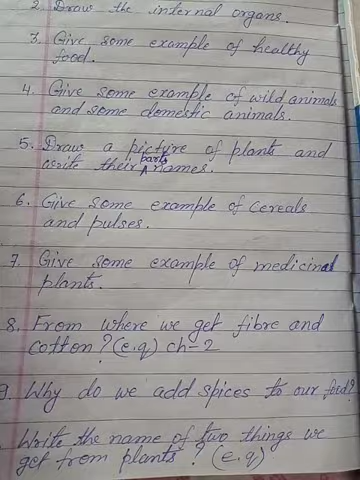 2. Draw the internal organs.
3. Give some example of healthy
food.
4. Give some example of wild animals
and some domestic animals.
5. Draw a picture of plants and
write their parts names.
6. Give some example of cereals
and pulses.
7. Give some example of medicinal
plants.
8. From where we get fibre and
cotton? (e.q) ch-2
9. Why do we add spices to our food?
Write the name of two things we
get from plants? (e.q)